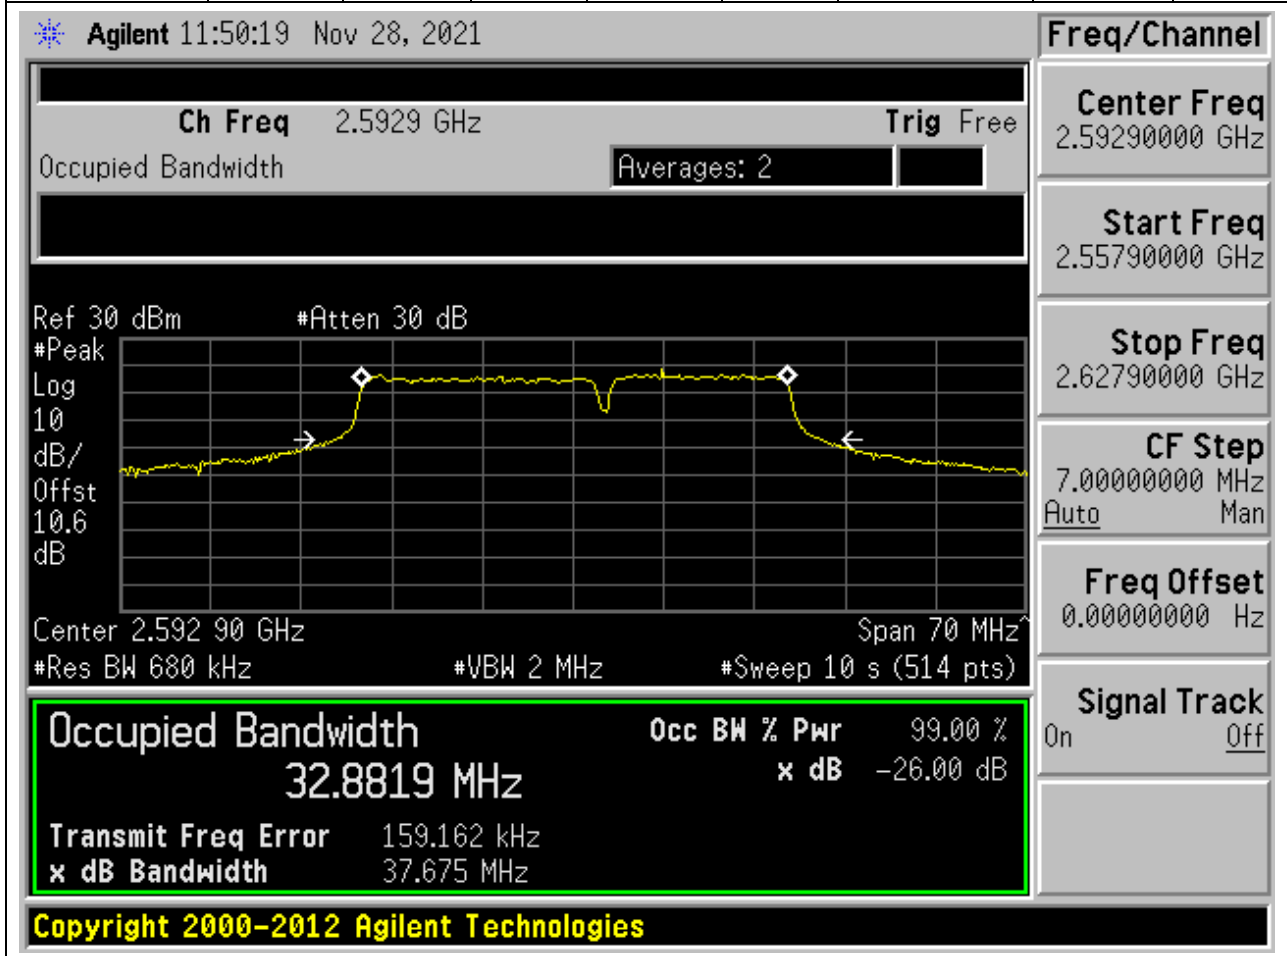 Agilent 11:50:19 Nov 28, 2021
Freq/Channel
Ch Freq 2.5929 GHz Trig Free
Occupied Bandwidth Averages: 2
Center Freq
2.59290000 GHz
Start Freq
2.55790000 GHz
Stop Freq
2.62790000 GHz
CF Step
7.00000000 MHz
Auto Man
Freq Offset
0.00000000 Hz
Signal Track
On Off
Ref 30 dBm #Atten 30 dB
#Peak
Log
10
dB/
Offst
10.6
dB
Center 2.592 90 GHz Span 70 MHz^
#Res BW 680 kHz #VBW 2 MHz #Sweep 10 s (514 pts)
Occupied Bandwidth Occ BW % Pwr 99.00 %
32.8819 MHz x dB -26.00 dB
Transmit Freq Error 159.162 kHz
x dB Bandwidth 37.675 MHz
Copyright 2000-2012 Agilent Technologies